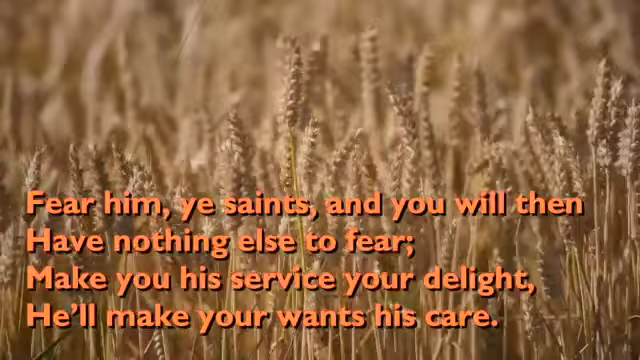 Fear him, ye saints, and you will then
Have nothing else to fear;
Make you his service your delight,
He’ll make your wants his care.